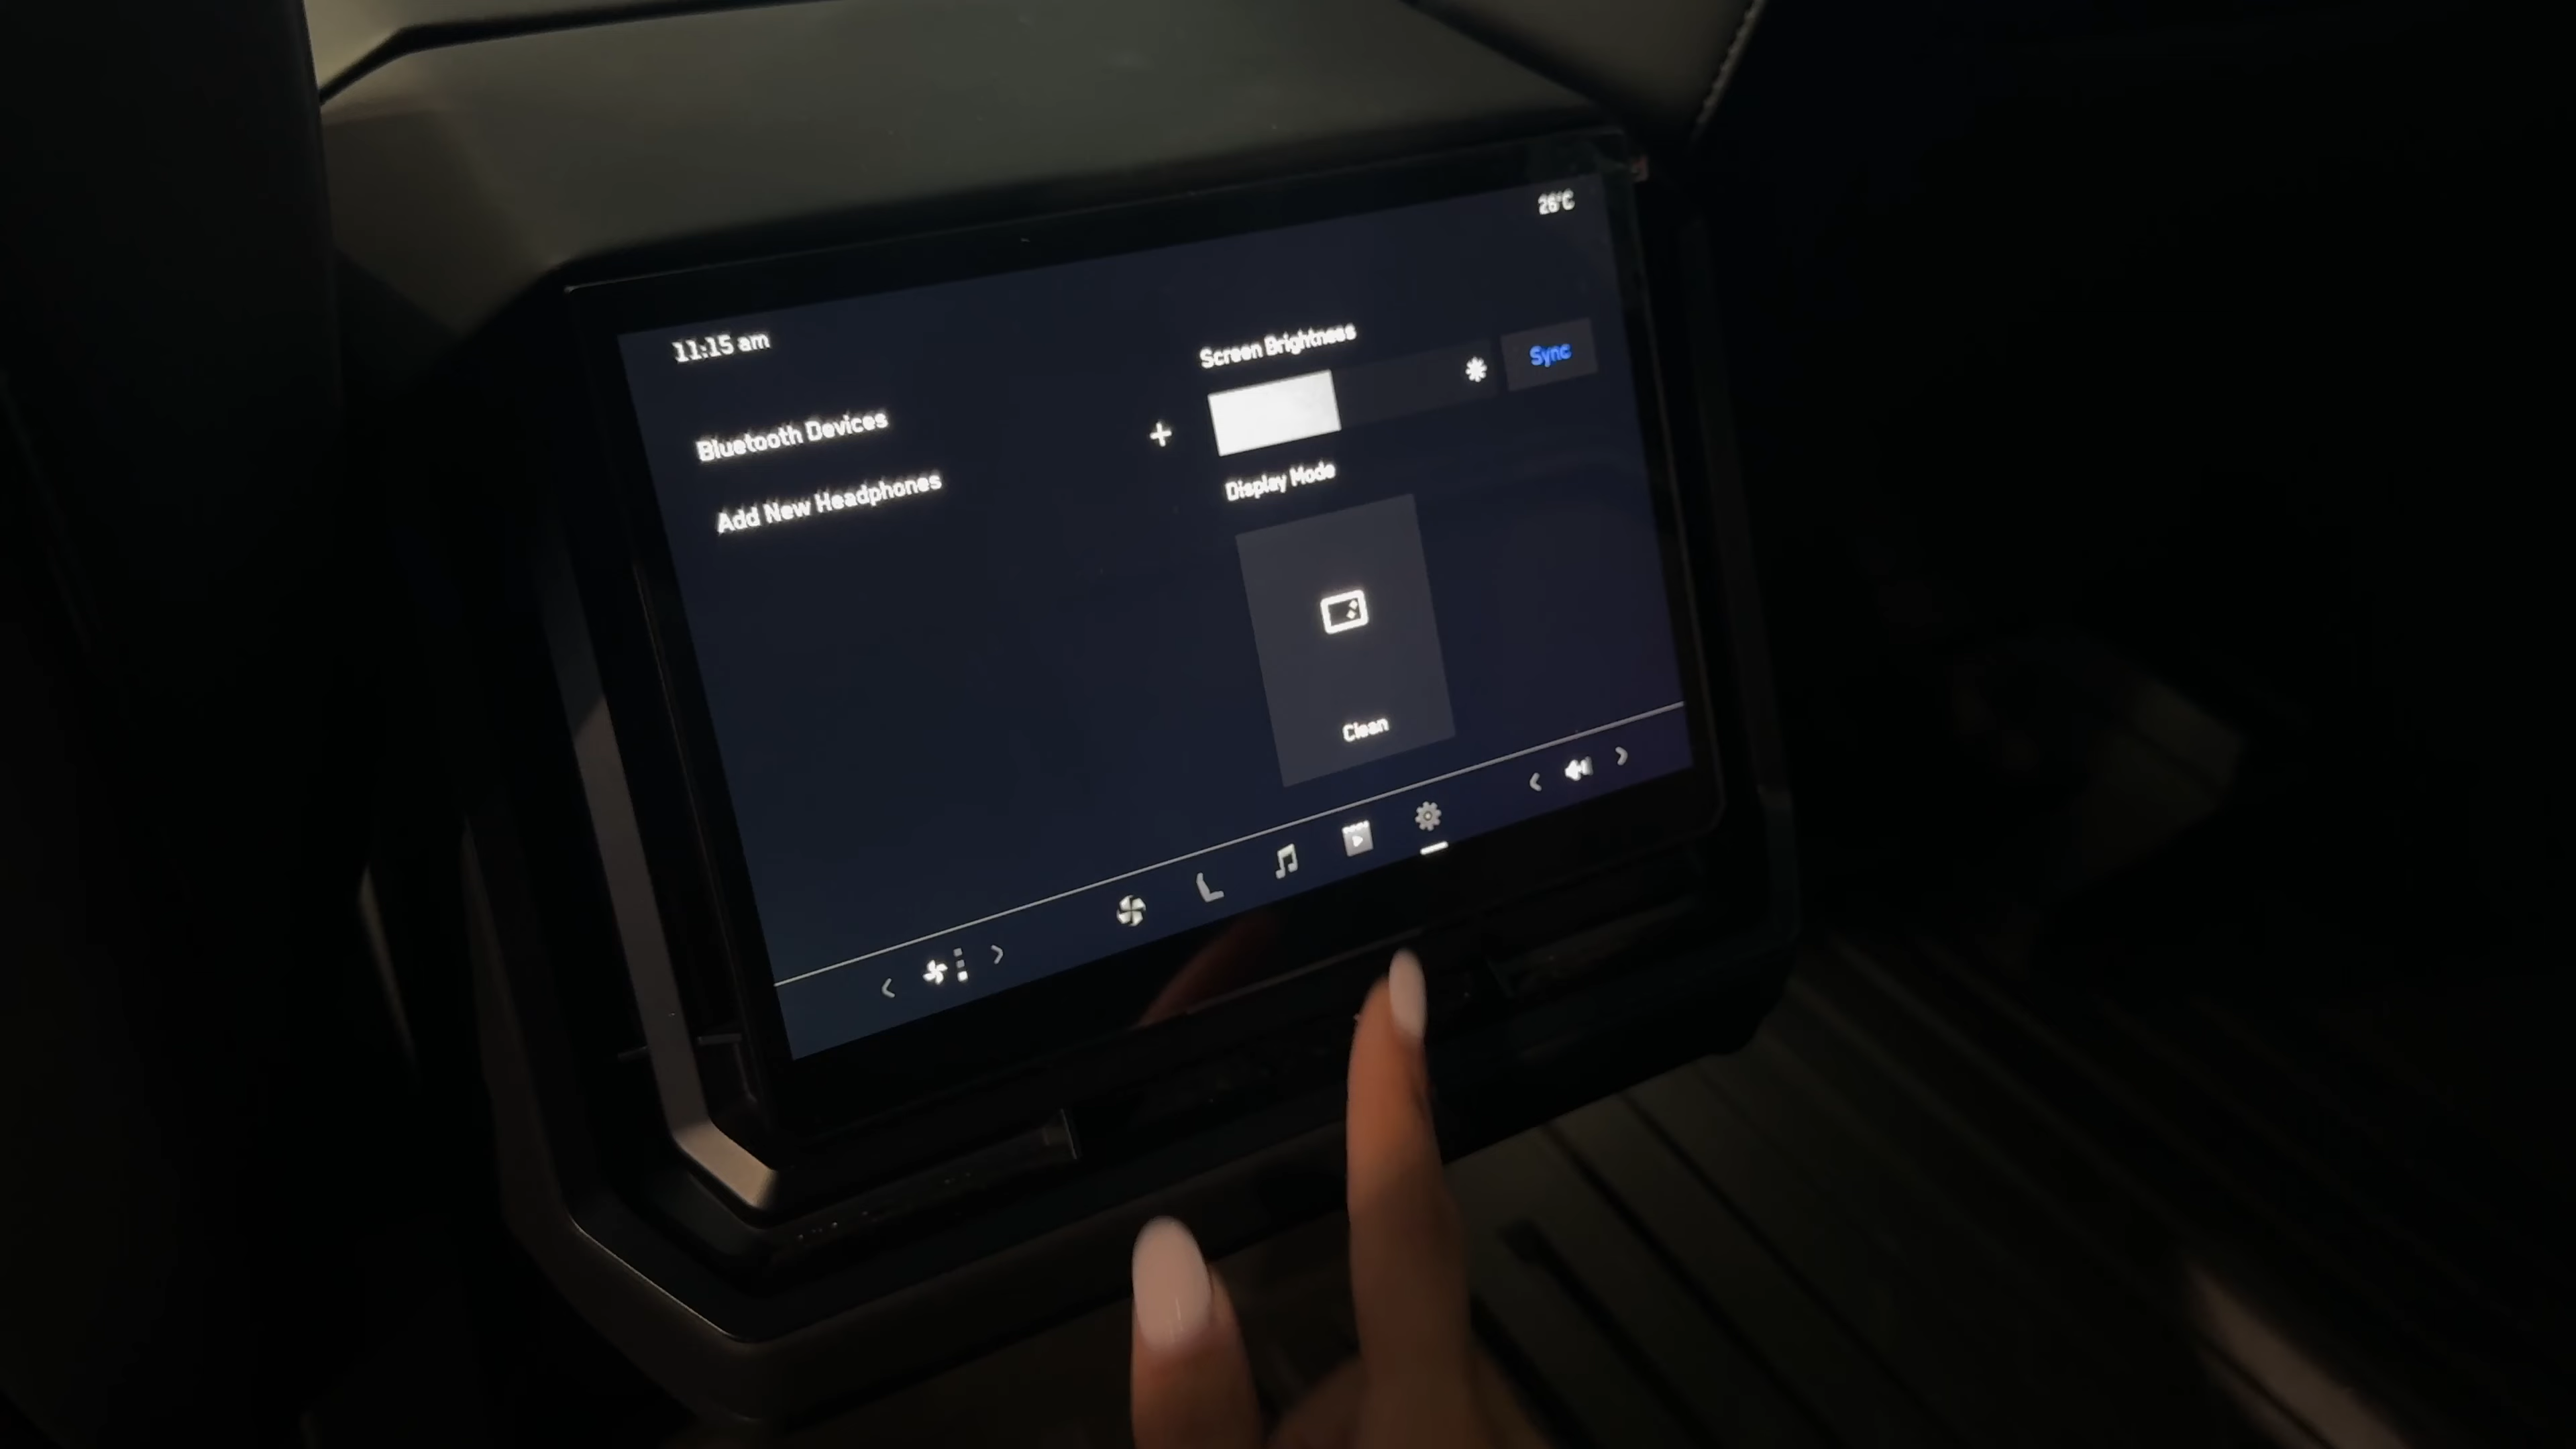 26°C
11:15 am
Bluetooth Devices
Add New Headphones
Screen Brightness
Sync
Display Mode
Clean